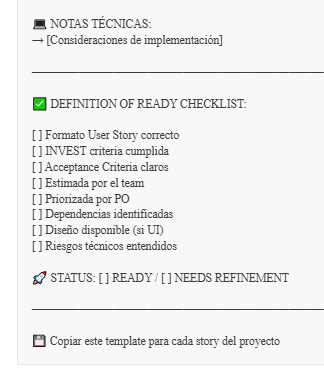 💻 NOTAS TÉCNICAS:
→ [Consideraciones de implementación]
✅ DEFINITION OF READY CHECKLIST:
[ ] Formato User Story correcto
[ ] INVEST criteria cumplida
[ ] Acceptance Criteria claros
[ ] Estimada por el team
[ ] Priorizada por PO
[ ] Dependencias identificadas
[ ] Diseño disponible (si UI)
[ ] Riesgos técnicos entendidos
🚀 STATUS: [ ] READY / [ ] NEEDS REFINEMENT
💾 Copiar este template para cada story del proyecto